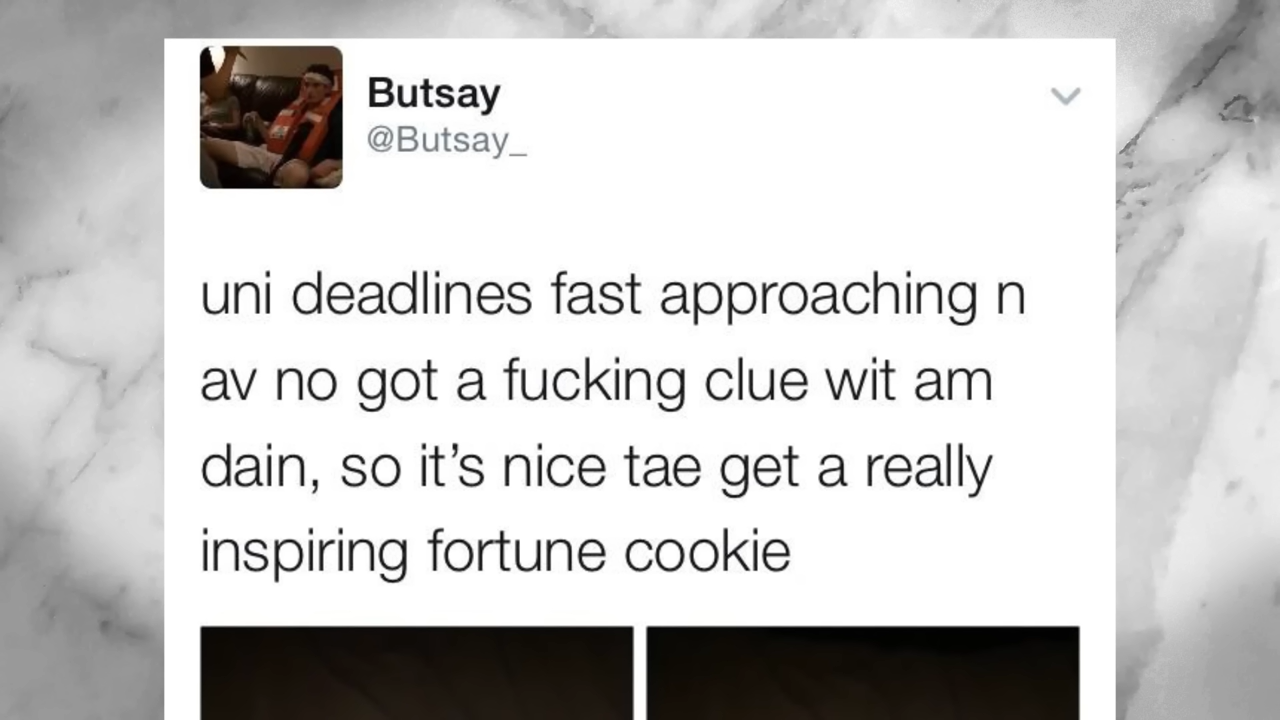 Butsay
@Butsay_
uni deadlines fast approaching n
av no got a fucking clue wit am
dain, so it’s nice tae get a really
inspiring fortune cookie